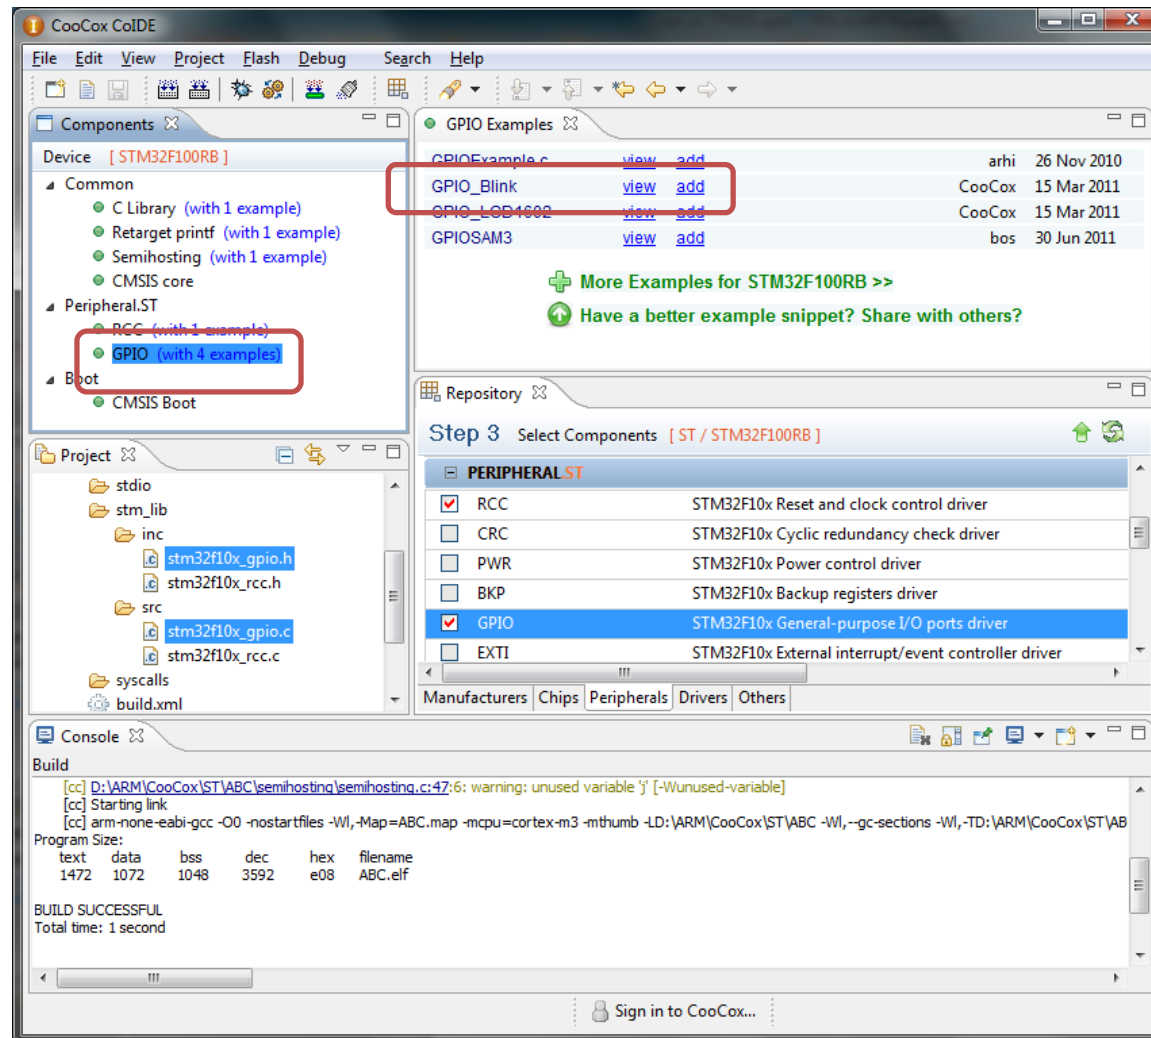 CooCox CoIDE
File Edit View Project Flash Debug Search Help
Components
Device [ STM32F100RB ]
Common
C Library (with 1 example)
Retarget printf (with 1 example)
Semihosting (with 1 example)
CMSIS core
Peripheral.ST
RCC (with 1 example)
GPIO (with 4 examples)
Boot
CMSIS Boot
GPIO Examples
GPIOExample.c view add arhi 26 Nov 2010
GPIO_Blink view add CooCox 15 Mar 2011
GPIO_LCD1602 view add CooCox 15 Mar 2011
GPIOSAM3 view add bos 30 Jun 2011
More Examples for STM32F100RB >>
Have a better example snippet? Share with others?
Project
stdio
stm_lib
inc
stm32f10x_gpio.h
stm32f10x_rcc.h
src
stm32f10x_gpio.c
stm32f10x_rcc.c
syscalls
build.xml
Repository
Step 3 Select Components [ ST / STM32F100RB ]
PERIPHERAL.ST
RCC STM32F10x Reset and clock control driver
CRC STM32F10x Cyclic redundancy check driver
PWR STM32F10x Power control driver
BKP STM32F10x Backup registers driver
GPIO STM32F10x General-purpose I/O ports driver
EXTI STM32F10x External interrupt/event controller driver
Manufacturers Chips Peripherals Drivers Others
Console
Build
[cc] D:\ARM\CooCox\ST\ABC\semihosting\semihosting.c:47:6: warning: unused variable 'j' [-Wunused-variable]
[cc] Starting link
[cc] arm-none-eabi-gcc -O0 -nostartfiles -Wl,-Map=ABC.map -mcpu=cortex-m3 -mthumb -LD:\ARM\CooCox\ST\ABC -Wl,--gc-sections -Wl,-TD:\ARM\CooCox\ST\AB
Program Size:
text data bss dec hex filename
1472 1072 1048 3592 e08 ABC.elf
BUILD SUCCESSFUL
Total time: 1 second
Sign in to CooCox...